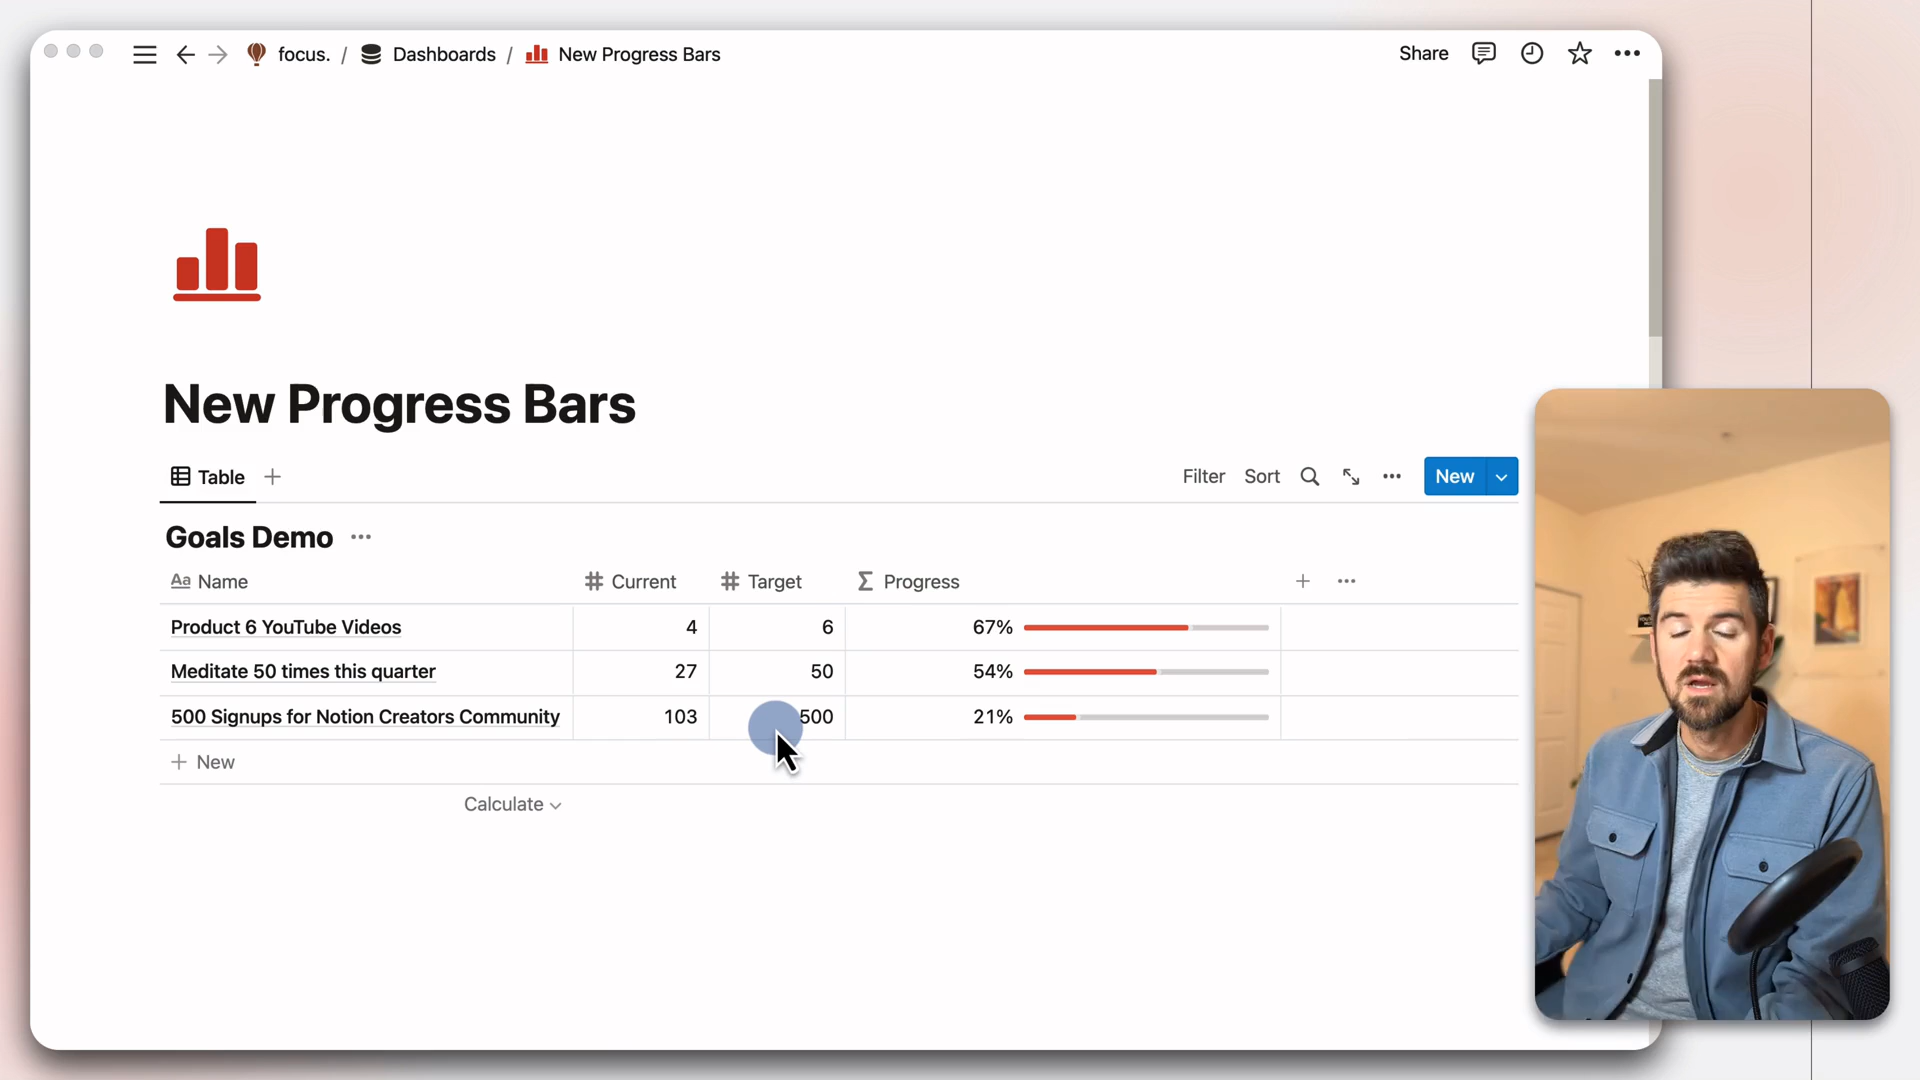 focus. / Dashboards / New Progress Bars
Share
New Progress Bars
Table
Filter Sort
New
Goals Demo
Aa Name
Current
Target
Σ Progress
Product 6 YouTube Videos 4 6 67%
Meditate 50 times this quarter 27 50 54%
500 Signups for Notion Creators Community 103 500 21%
+ New
Calculate